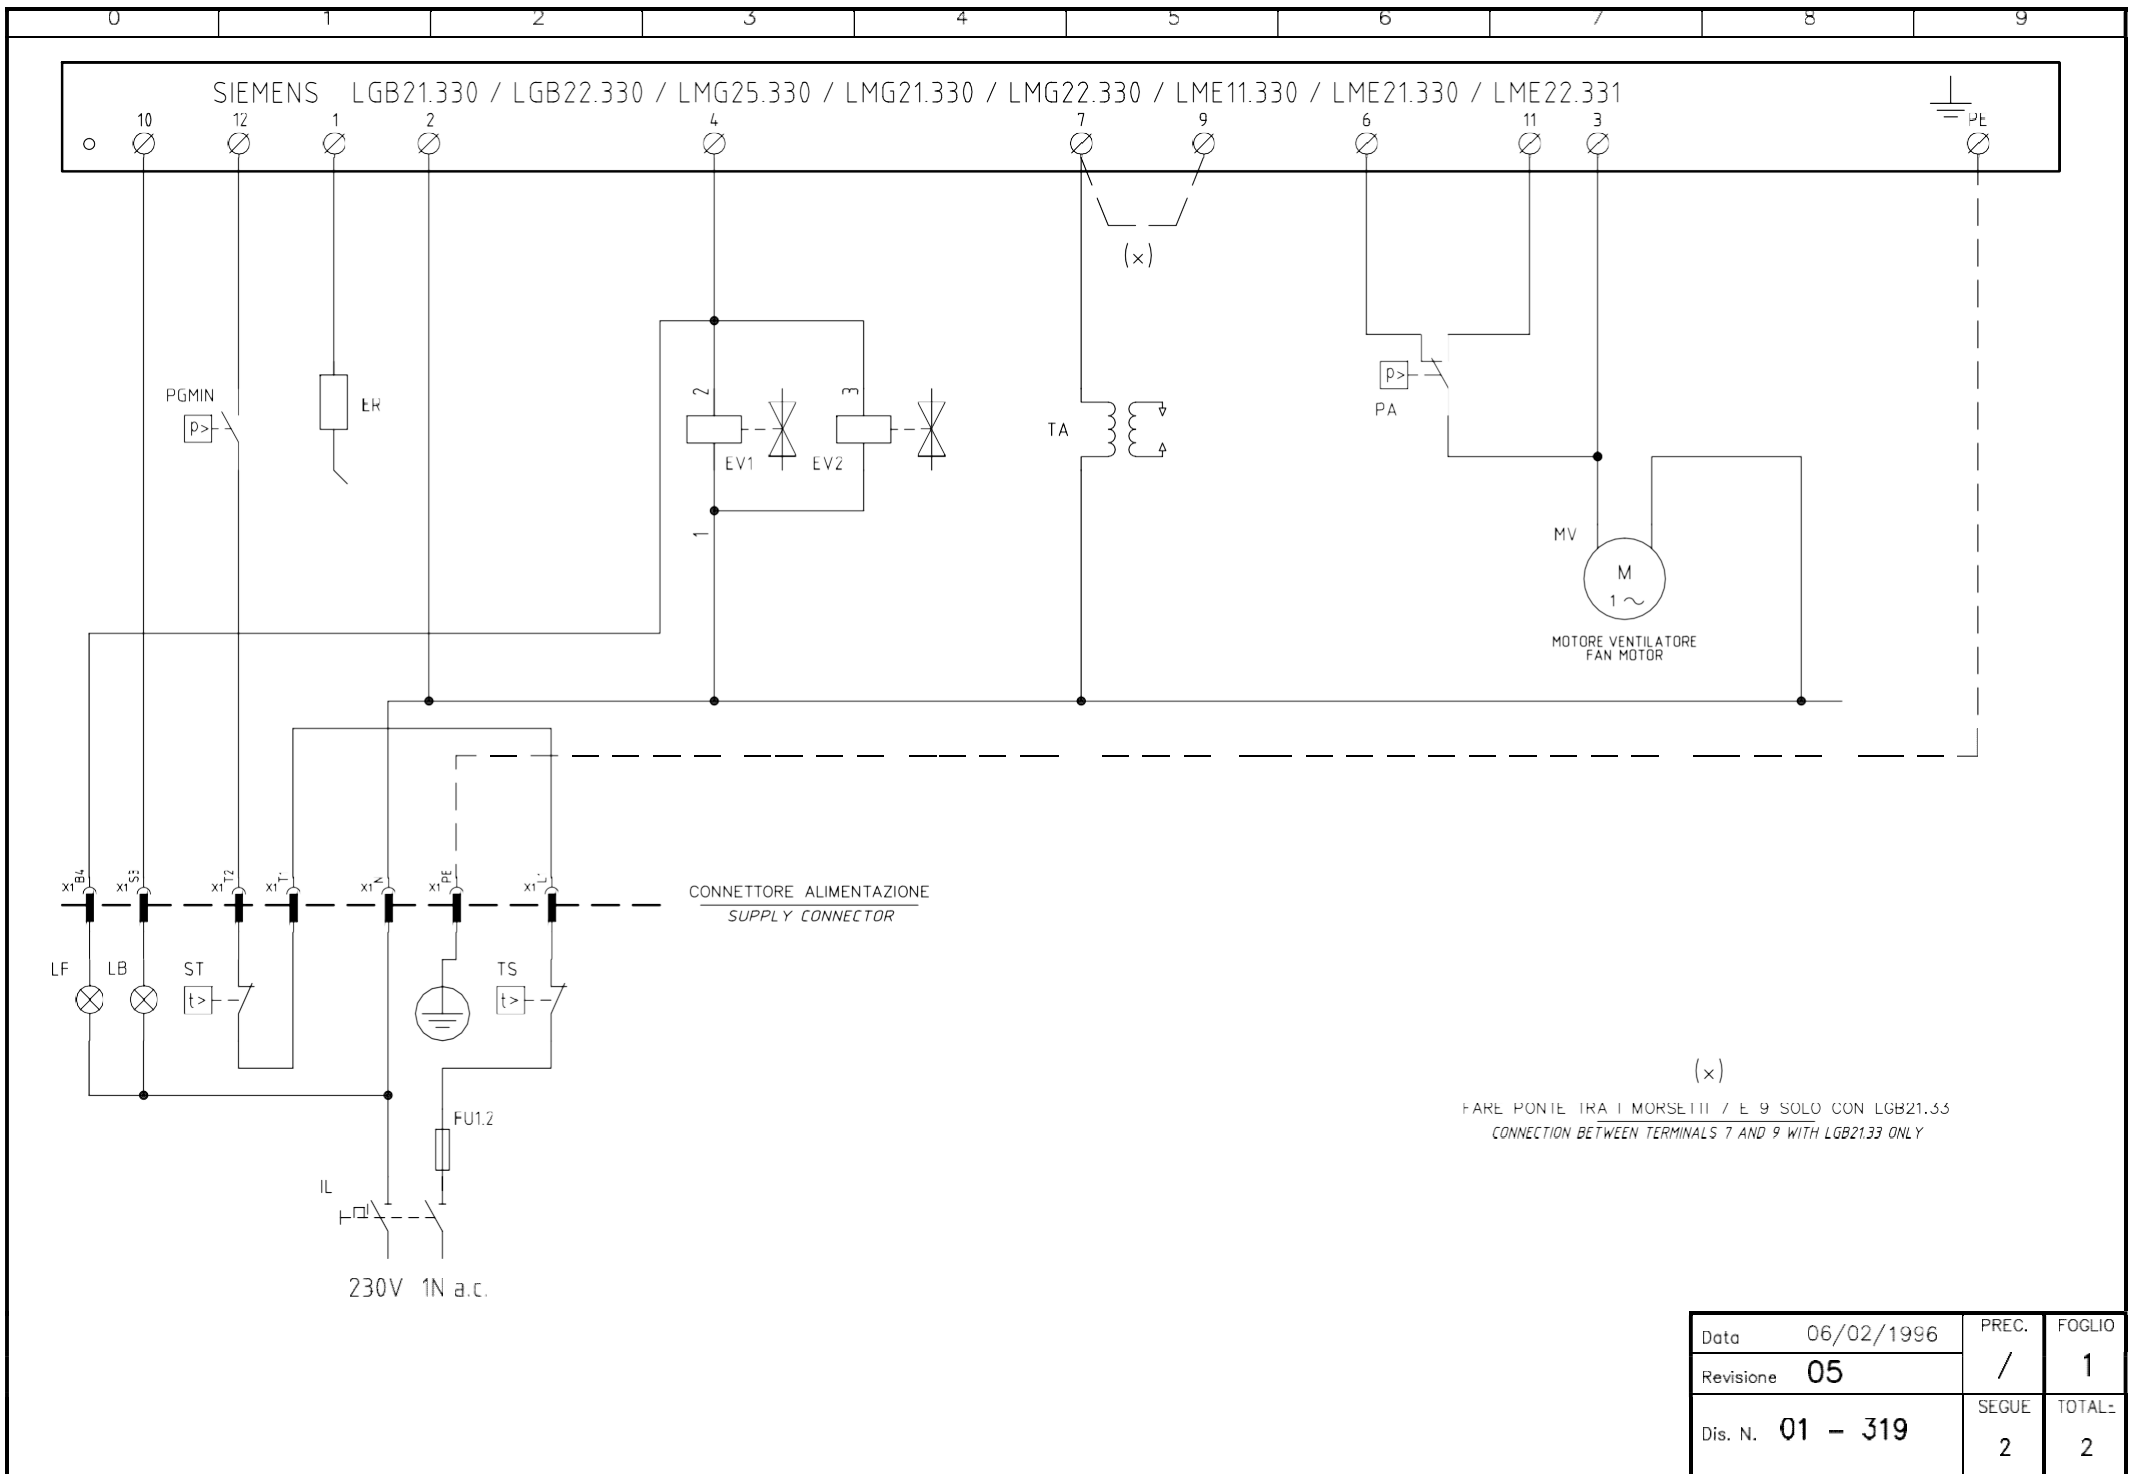 0 1 2 3 4 5 6 7 8 9
SIEMENS LGB21.330 / LGB22.330 / LMG25.330 / LMG21.330 / LMG22.330 / LME11.330 / LME21.330 / LME22.331
10 12 1 2 4 7 9 6 11 3 PE
(x)
PGMIN
p>
ER
2
3
EV1
EV2
1
TA
p>
PA
MV
M
1~
MOTORE VENTILATORE
FAN MOTOR
X1 B4 X1 S3 X1 T2 X1 T1 X1 N X1 PE X1 L1
CONNETTORE ALIMENTAZIONE
SUPPLY CONNECTOR
LF LB ST TS
t> t>
FU1.2
IL
230V 1N a.c.
(x)
FARE PONTE TRA I MORSETTI 7 E 9 SOLO CON LGB21.33
CONNECTION BETWEEN TERMINALS 7 AND 9 WITH LGB21.33 ONLY
Data 06/02/1996
PREC. /
FOGLIO 1
Revisione 05
Dis. N. 01 - 319
SEGUE 2
TOTALE 2